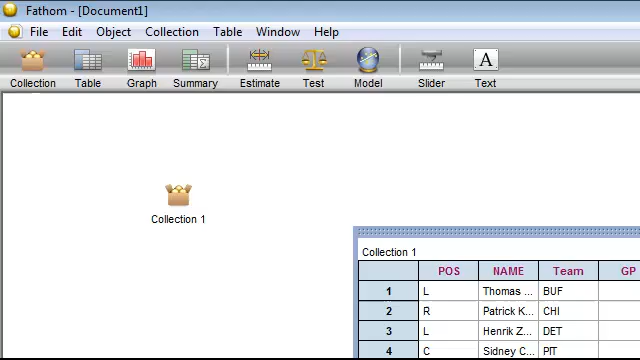 Fathom - [Document1]
File Edit Object Collection Table Window Help
Collection Table Graph Summary Estimate Test Model Slider Text
A
Collection 1
Collection 1
POS NAME Team GP
1 L Thomas ... BUF
2 R Patrick K... CHI
3 L Henrik Z... DET
4 C Sidney C... PIT